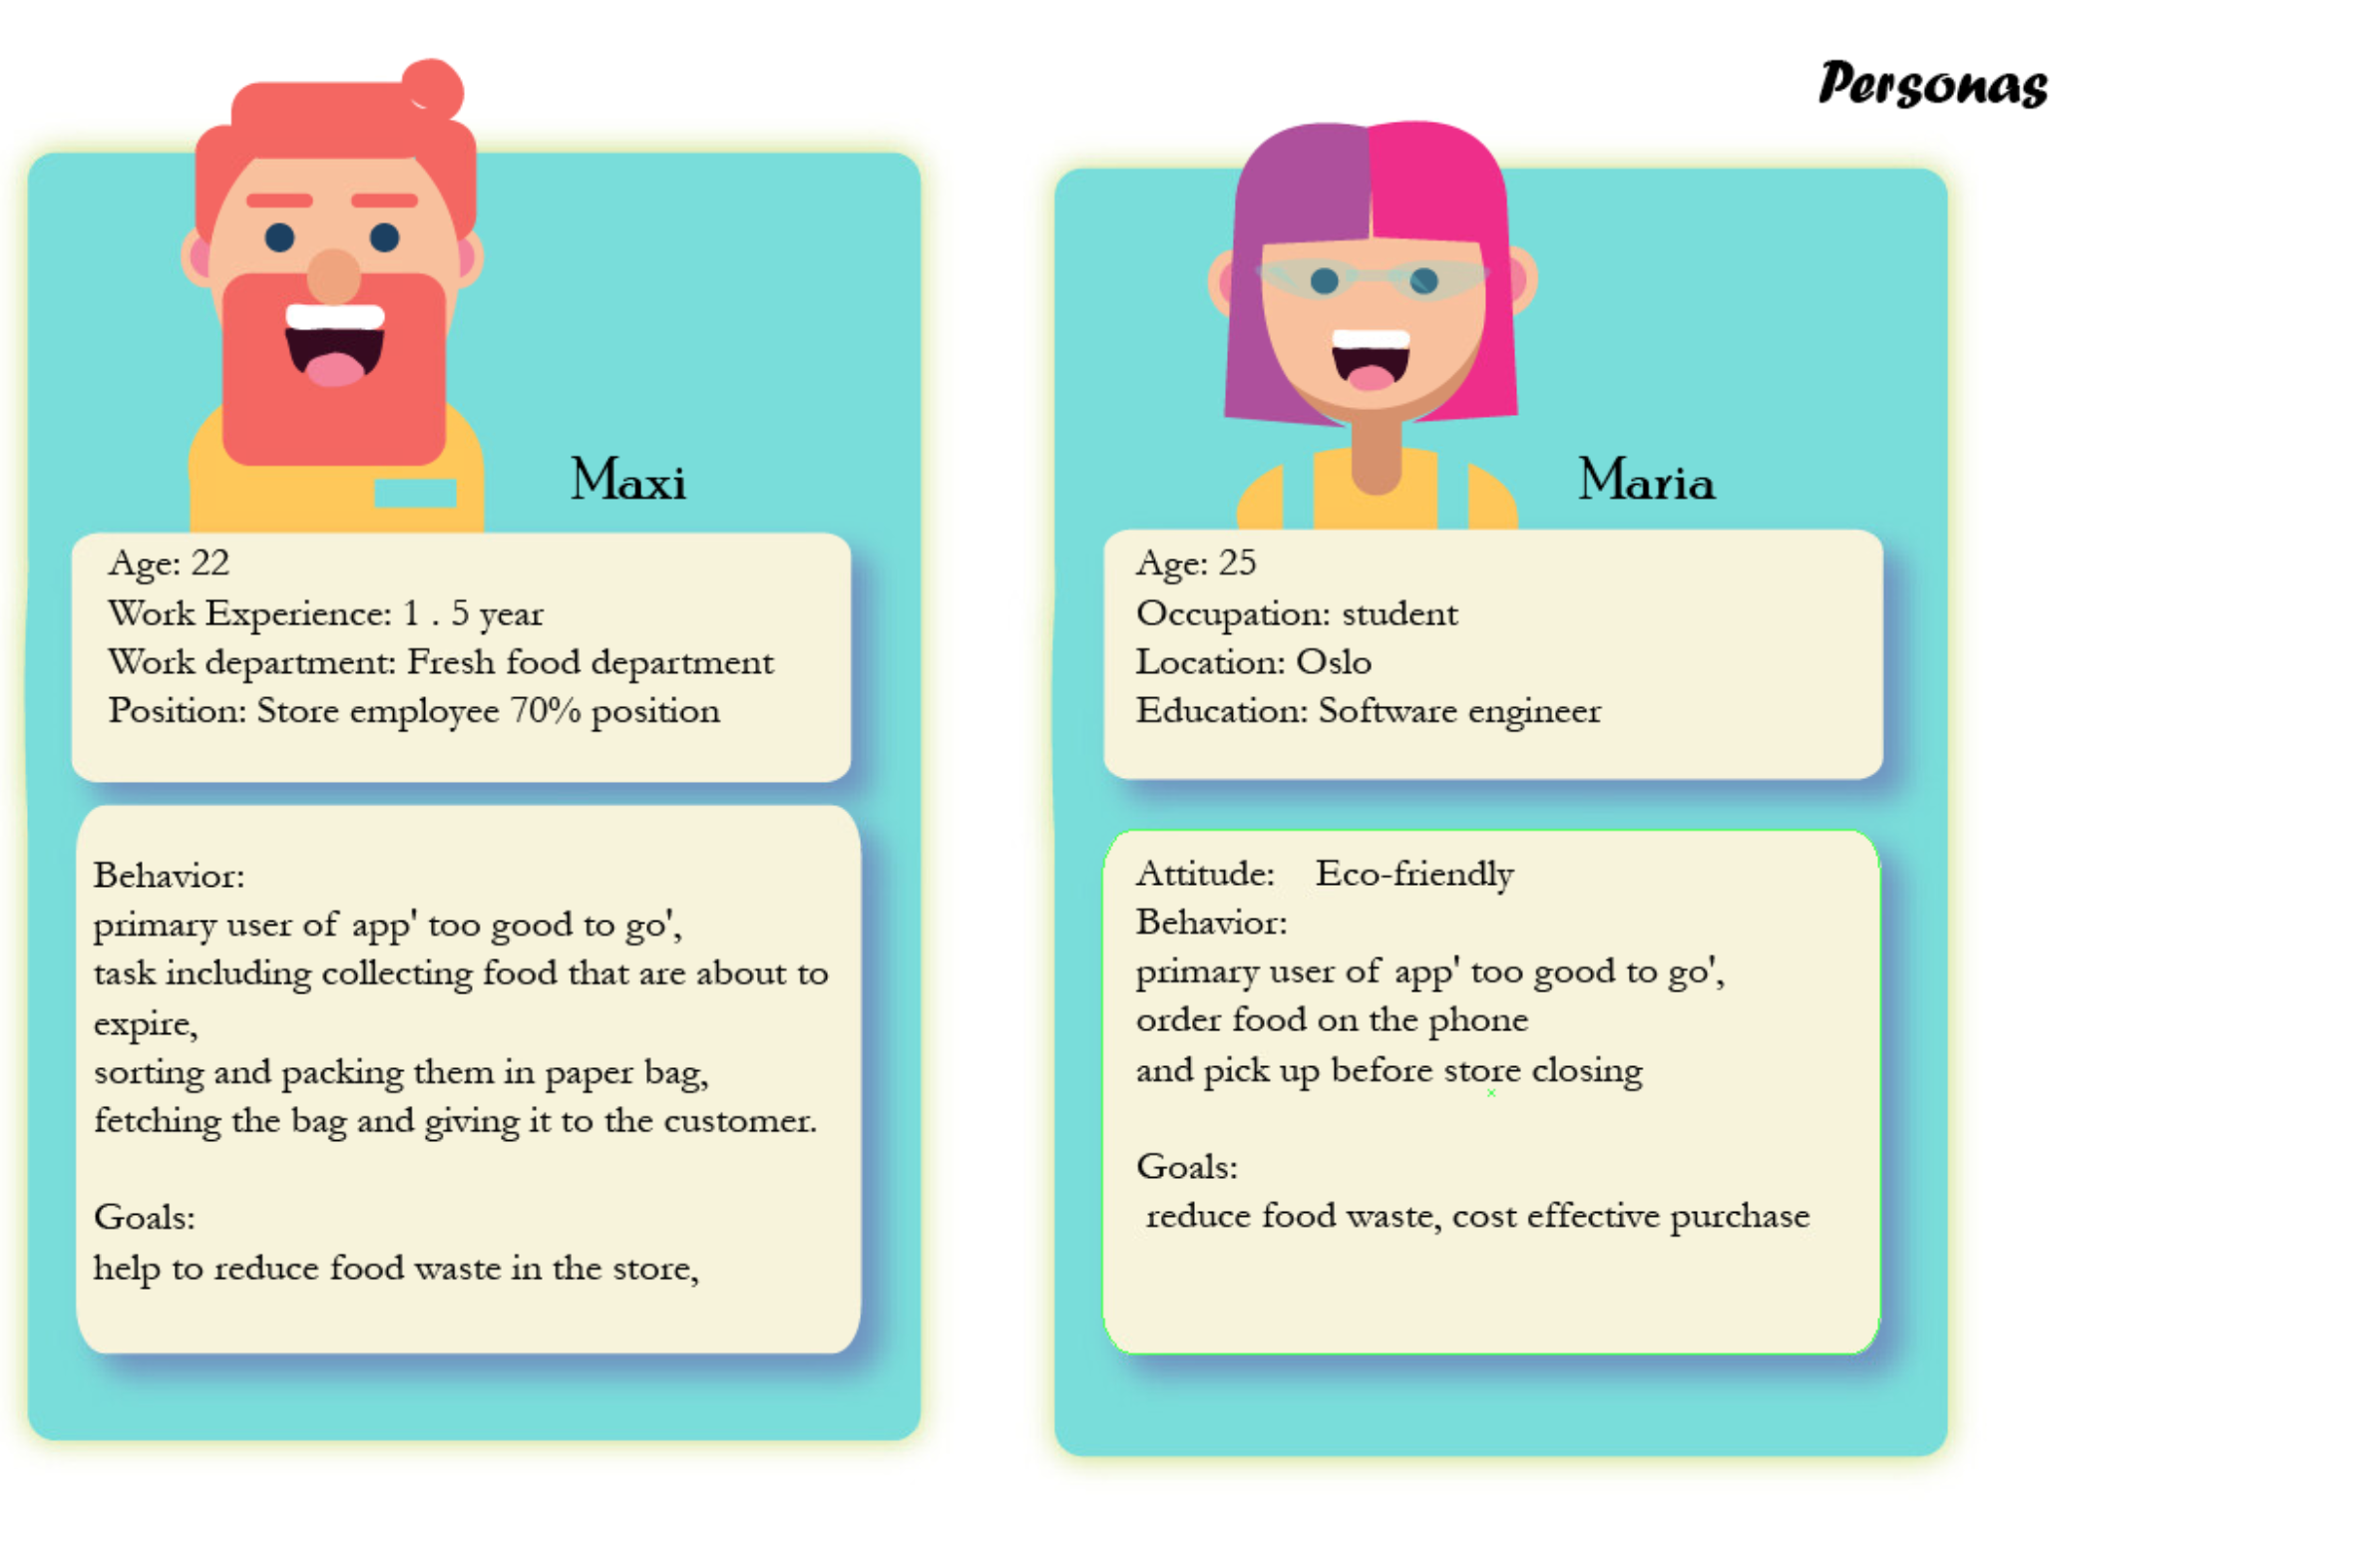 Personas
Maxi
Age: 22
Work Experience: 1 . 5 year
Work department: Fresh food department
Position: Store employee 70% position
Behavior:
primary user of app' too good to go',
task including collecting food that are about to
expire,
sorting and packing them in paper bag,
fetching the bag and giving it to the customer.
Goals:
help to reduce food waste in the store,
Maria
Age: 25
Occupation: student
Location: Oslo
Education: Software engineer
Attitude: Eco-friendly
Behavior:
primary user of app' too good to go',
order food on the phone
and pick up before store closing
Goals:
reduce food waste, cost effective purchase